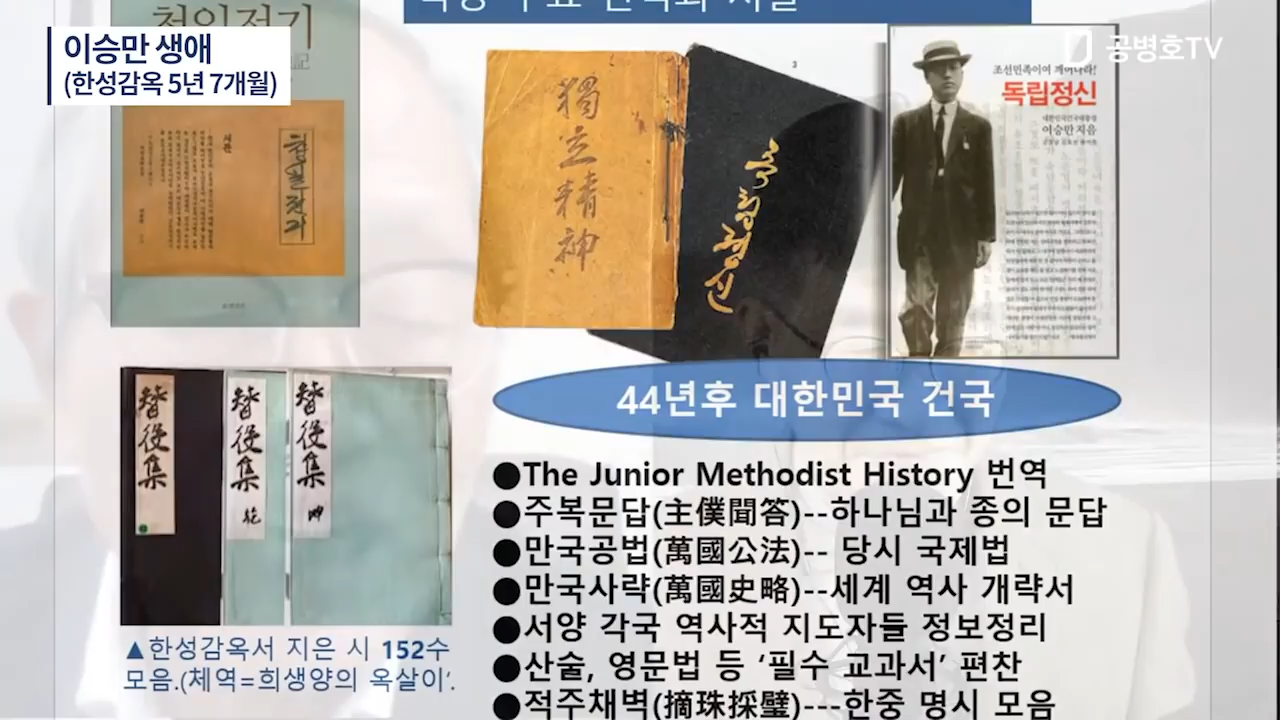 이승만 생애
(한성감옥 5년 7개월)
공병호TV
청일전기
獨立精神
독립정신
3
조선민족이여 깨어나라!
독립정신
이승만 지음
替役集
替役集
乾
替役集
坤
44년후 대한민국 건국
●The Junior Methodist History 번역
●주복문답(主僕聞答)--하나님과 종의 문답
●만국공법(萬國公法)-- 당시 국제법
●만국사략(萬國史略)--세계 역사 개략서
●서양 각국 역사적 지도자들 정보정리
●산술, 영문법 등 ‘필수 교과서’ 편찬
●적주채벽(摘珠採璧)---한중 명시 모음
▲한성감옥서 지은 시 152수
모음.(체역=희생양의 옥살이’.